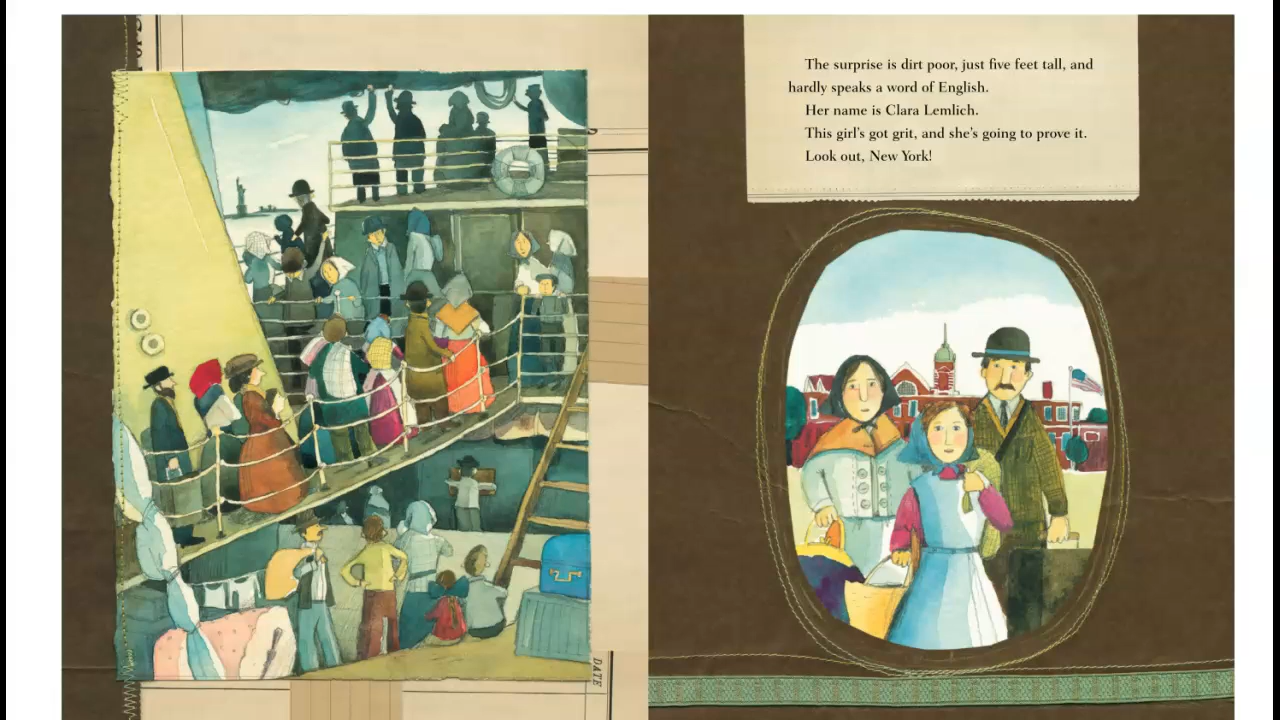 The surprise is dirt poor, just five feet tall, and
hardly speaks a word of English.
Her name is Clara Lemlich.
This girl's got grit, and she's going to prove it.
Look out, New York!
DATE